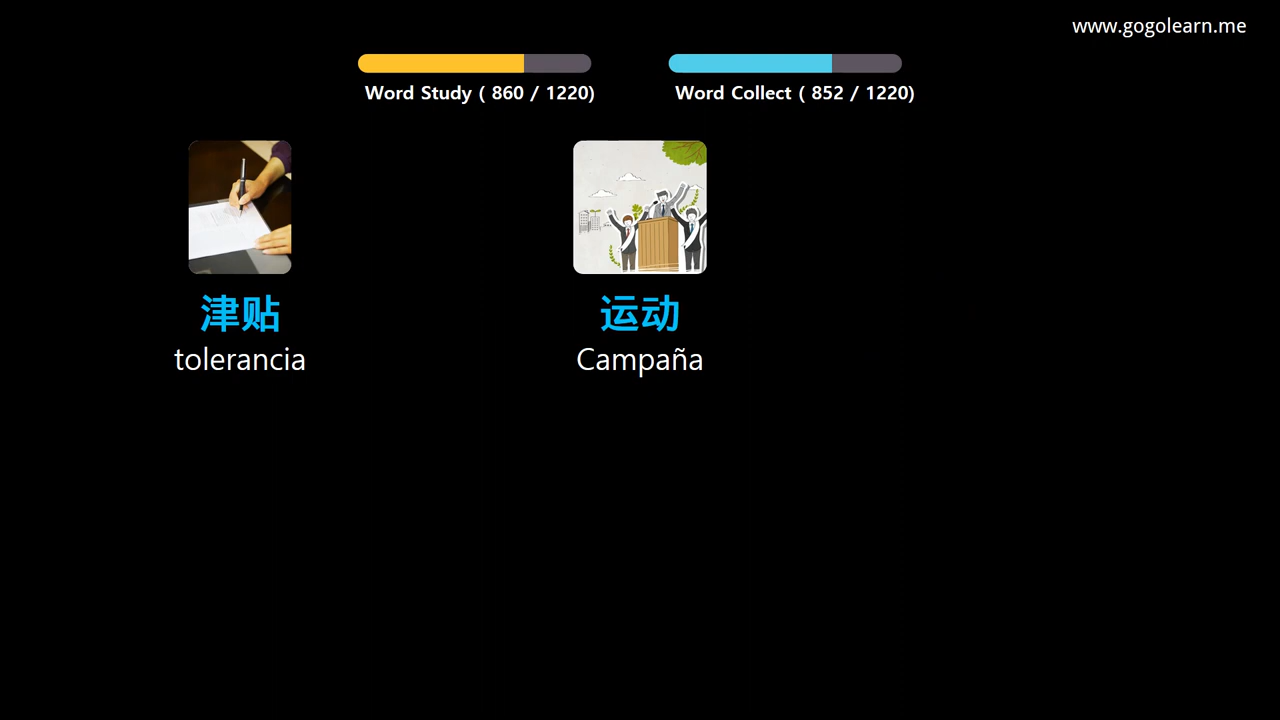 www.gogolearn.me
Word Study ( 860 / 1220)
Word Collect ( 852 / 1220)
津贴
运动
tolerancia
Campaña